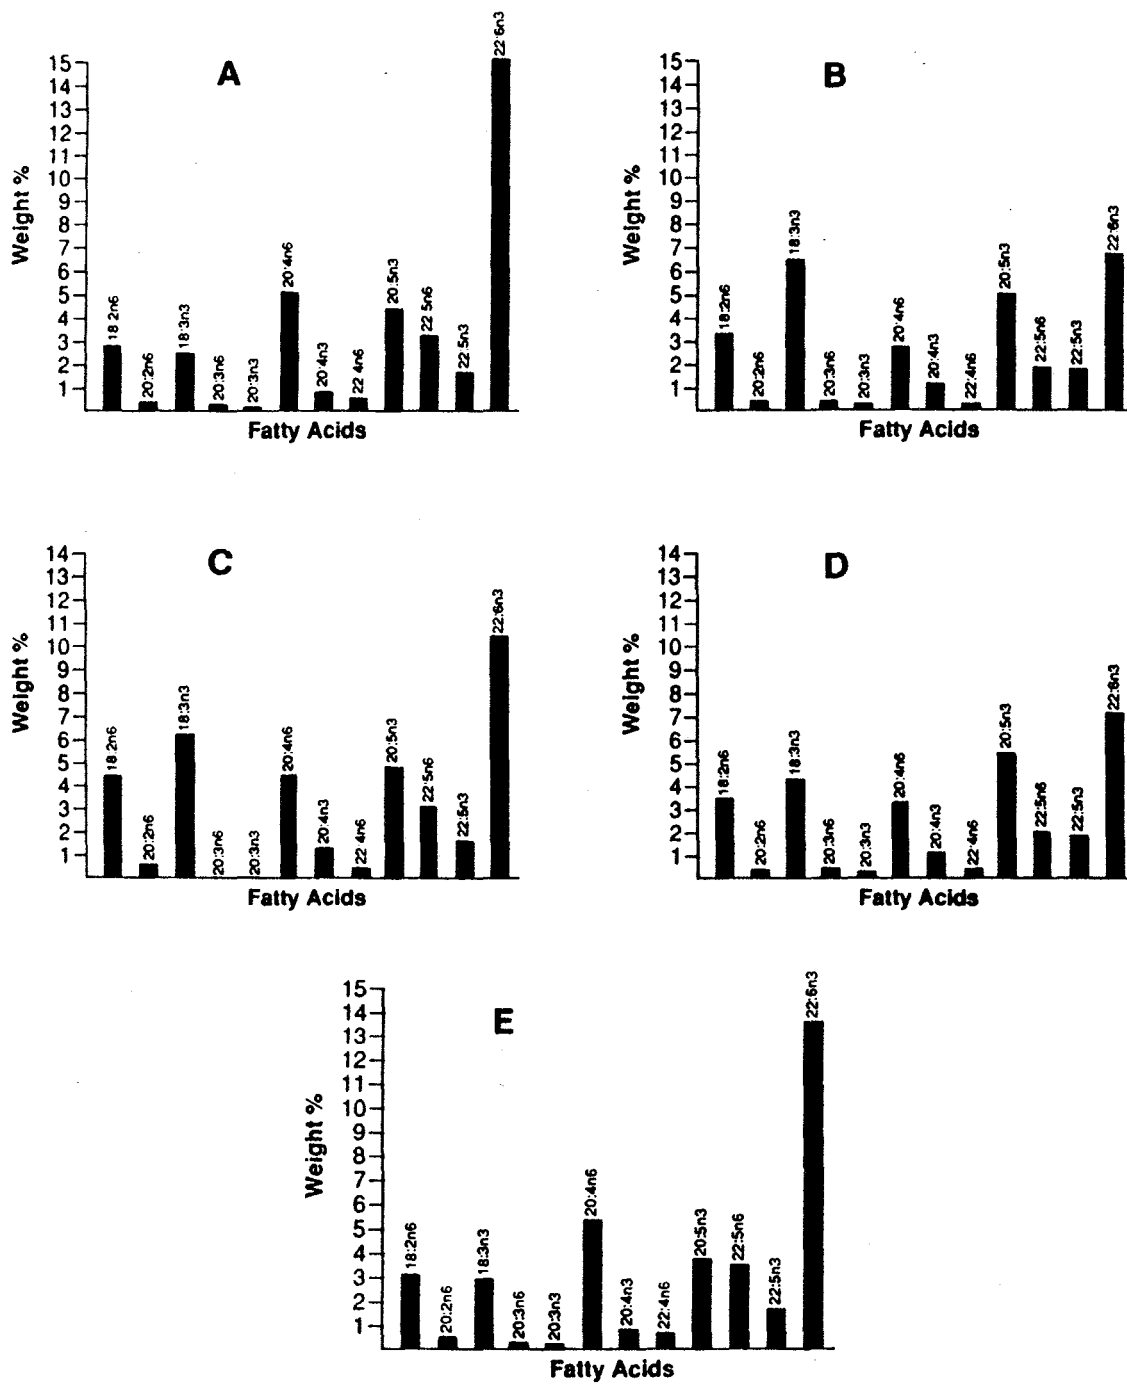 A
Weight %
15
14
13
12
11
10
9
8
7
6
5
4
3
2
1
18 2n6
20:2n6
18:3n3
20:3n6
20:3n3
20:4n6
20:4n3
22 4n6
20:5n3
22 5n6
22:5n3
22 6n3
Fatty Acids
B
Weight %
15
14
13
12
11
10
9
8
7
6
5
4
3
2
1
18:2n6
20:2n6
18:3n3
20:3n6
20:3n3
20:4n6
20:4n3
22:4n6
20:5n3
22:5n6
22:5n3
22:6n3
Fatty Acids
C
Weight %
14
13
12
11
10
9
8
7
6
5
4
3
2
1
18:2n6
20:2n6
18:3n3
20:3n6
20:3n3
20:4n6
20:4n3
22 4n6
20:5n3
22:5n6
22:5n3
22:6n3
Fatty Acids
D
Weight %
14
13
12
11
10
9
8
7
6
5
4
3
2
1
18:2n6
20:2n6
18:3n3
20:3n6
20:3n3
20:4n6
20:4n3
22:4n6
20:5n3
22:5n6
22:5n3
22:6n3
Fatty Acids
E
Weight %
15
14
13
12
11
10
9
8
7
6
5
4
3
2
1
18:2n6
20:2n6
18:3n3
20:3n6
20:3n3
20:4n6
20:4n3
22:4n6
20:5n3
22:5n6
22:5n3
22:6n3
Fatty Acids